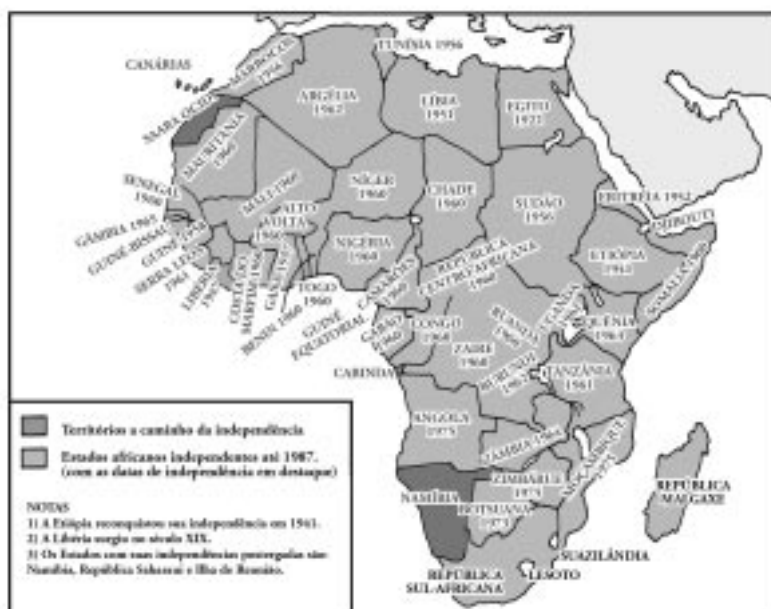 TUNÍSIA 1956
CANÁRIAS
MARROCOS
1956
SAARA OCID.
ARGÉLIA
1962
LÍBIA
1951
EGITO
1922
MAURITÂNIA
1960
SENEGAL
1960
MALI-1960
NÍGER
1960
CHADE
1960
SUDÃO
1956
ERITRÉIA 1952
DJIBOUTI
GÂMBIA 1965
GUINÉ-BISSAU
GUINÉ 1958
SERRA LEOA
1961
LIBÉRIA
COSTA DO
MARFIM 1960
ALTO
VOLTA
1960
GANA 1957
TOGO
1960
BENIN 1960
NIGÉRIA
1960
CAMARÕES
1960
GUINÉ
EQUATORIAL
REPÚBLICA
CENTRO-AFRICANA
1960
ETIÓPIA
1941
SOMÁLIA 1960
GABÃO
1960
CONGO
1960
ZAIRE
1960
RUANDA
UGANDA
QUÊNIA
1963
BURUNDI
1962
TANZÂNIA
1961
CABINDA
ANGOLA
1975
ZÂMBIA 1964
MOÇAMBIQUE
1975
NAMÍBIA
ZIMBÁBUE
BOTSUANA
REPÚBLICA
MALGAXE
SUAZILÂNDIA
LESOTO
REPÚBLICA
SUL-AFRICANA
Territórios a caminho da independência
Estados africanos independentes até 1987.
(com as datas de independência em destaque)
NOTAS
1) A Etiópia reconquistou sua independência em 1941.
2) A Libéria surgiu no século XIX.
3) Os Estados com suas independências postergadas são:
Namíbia, República Saharaui e Ilha de Reunião.